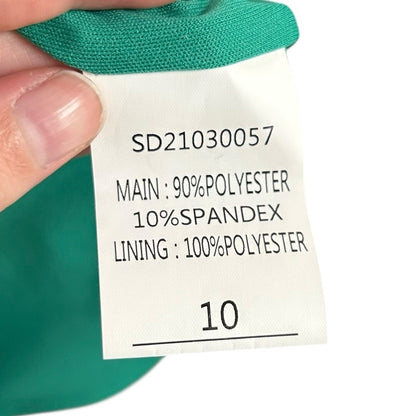 SD21030057
MAIN : 90%POLYESTER
10%SPANDEX
LINING : 100%POLYESTER
10